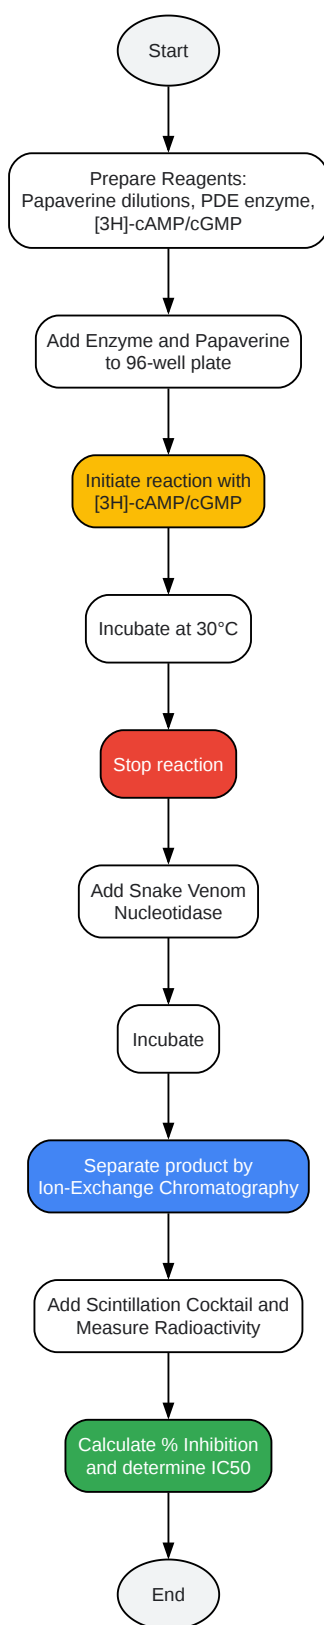 Start
Prepare Reagents:
Papaverine dilutions, PDE enzyme,
[3H]-cAMP/cGMP
Add Enzyme and Papaverine
to 96-well plate
Initiate reaction with
[3H]-cAMP/cGMP
Incubate at 30°C
Stop reaction
Add Snake Venom
Nucleotidase
Incubate
Separate product by
Ion-Exchange Chromatography
Add Scintillation Cocktail and
Measure Radioactivity
Calculate % Inhibition
and determine IC50
End